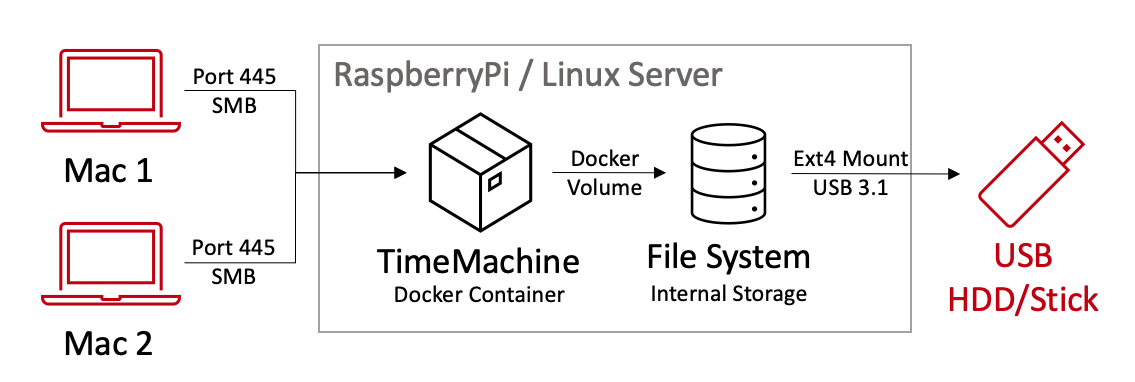 Port 445
SMB
Mac 1
Port 445
SMB
Mac 2
RaspberryPi / Linux Server
TimeMachine
Docker Container
Docker
Volume
File System
Internal Storage
Ext4 Mount
USB 3.1
USB
HDD/Stick